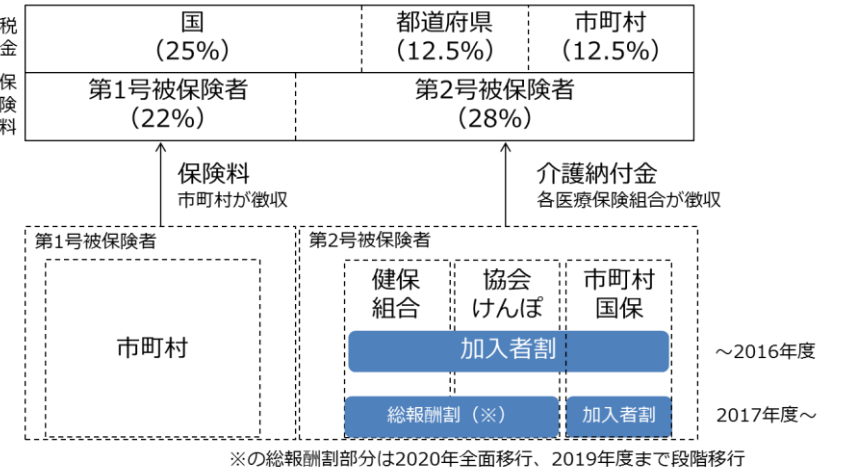 税金
国
(25%)
都道府県
(12.5%)
市町村
(12.5%)
保険料
第1号被保険者
(22%)
第2号被保険者
(28%)
保険料
市町村が徴収
介護納付金
各医療保険組合が徴収
第1号被保険者
第2号被保険者
市町村
健保
組合
協会
けんぽ
市町村
国保
加入者割
～2016年度
総報酬割（※）
加入者割
2017年度～
※の総報酬割部分は2020年全面移行、2019年度まで段階移行